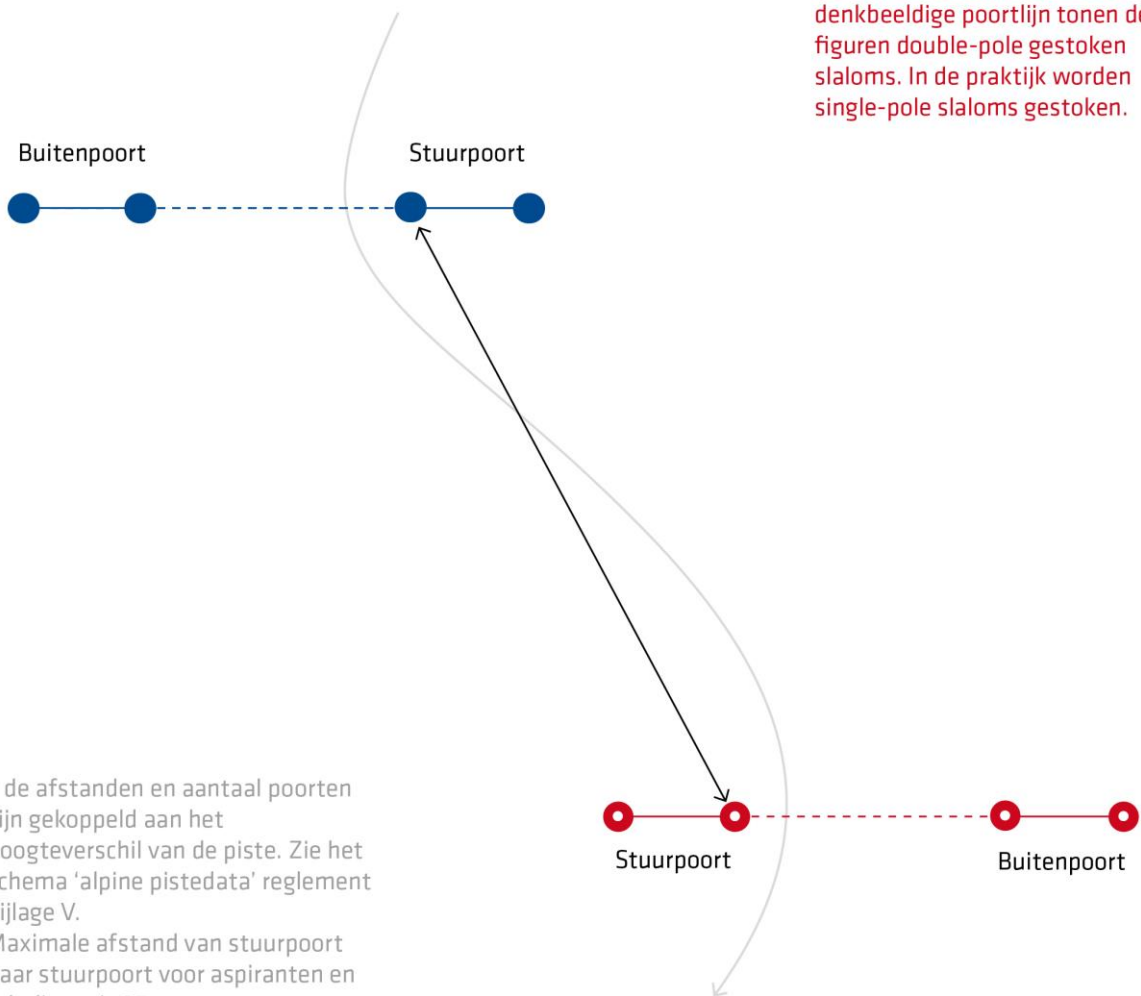 denkbeeldige poortlijn tonen de
figuren double-pole gestoken
slaloms. In de praktijk worden
single-pole slaloms gestoken.
Buitenpoort
Stuurpoort
de afstanden en aantaal poorten
ijn gekoppeld aan het
oogteverschil van de piste. Zie het
chema ‘alpine pistedata’ reglement
ijlage V.
Maximale afstand van stuurpoort
aar stuurpoort voor aspiranten en
Stuurpoort
Buitenpoort